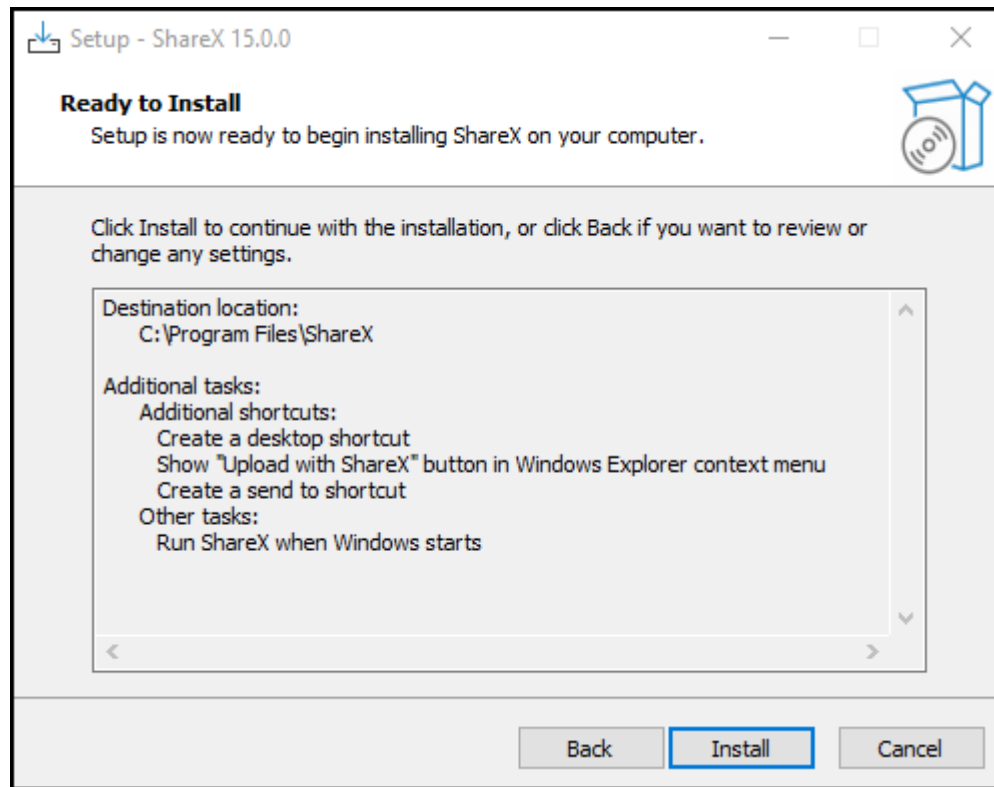 Setup - ShareX 15.0.0
Ready to Install
Setup is now ready to begin installing ShareX on your computer.
Click Install to continue with the installation, or click Back if you want to review or
change any settings.
Destination location:
C:\Program Files\ShareX
Additional tasks:
Additional shortcuts:
Create a desktop shortcut
Show "Upload with ShareX" button in Windows Explorer context menu
Create a send to shortcut
Other tasks:
Run ShareX when Windows starts
Back
Install
Cancel